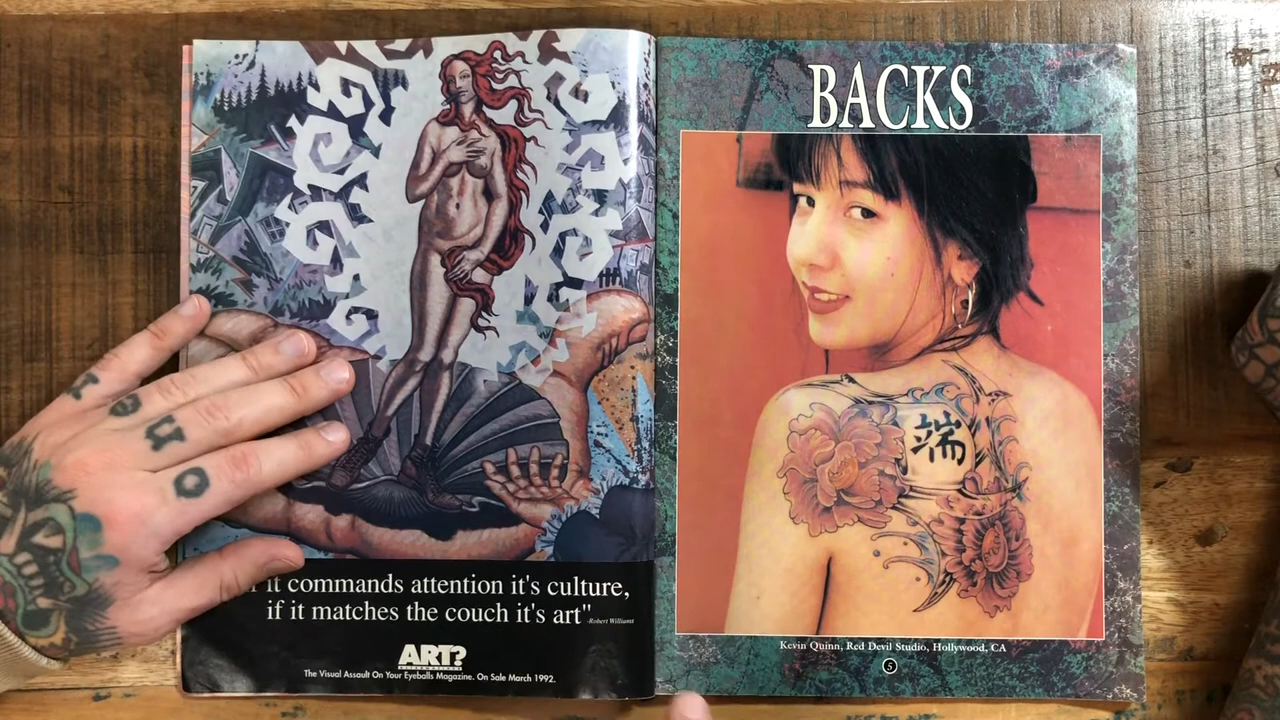 it commands attention it's culture,
if it matches the couch it's art"
-Robert Williams
ART?
ALTERNATIVES
The Visual Assault On Your Eyeballs Magazine. On Sale March 1992.
BACKS
端
Kevin Quinn, Red Devil Studio, Hollywood, CA
5
I
e
n
o